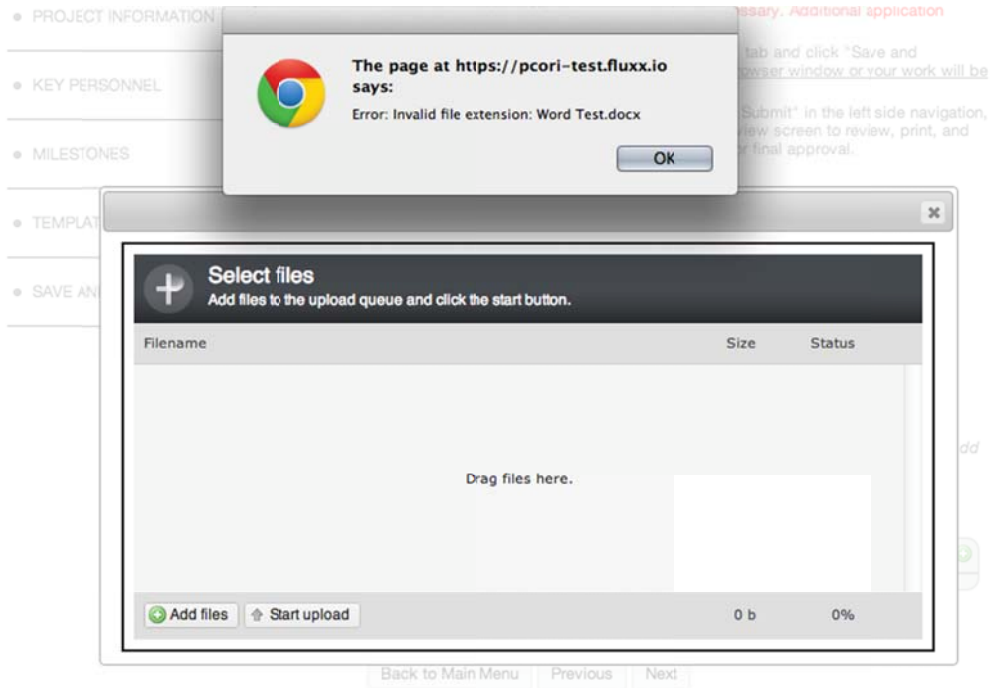 PROJECT INFORMATION
ssary. Additional application
tab and click "Save and
KEY PERSONNEL
owser window or your work will be
Submit" in the left side navigation,
view screen to review, print, and
MILESTONES
or final approval.
The page at https://pcori-test.fluxx.io
says:
Error: Invalid file extension: Word Test.docx
OK
TEMPLAT
SAVE AN
Select files
Add files to the upload queue and click the start button.
Filename Size Status
Drag files here.
dd
Add files Start upload 0 b 0%
Back to Main Menu Previous Next